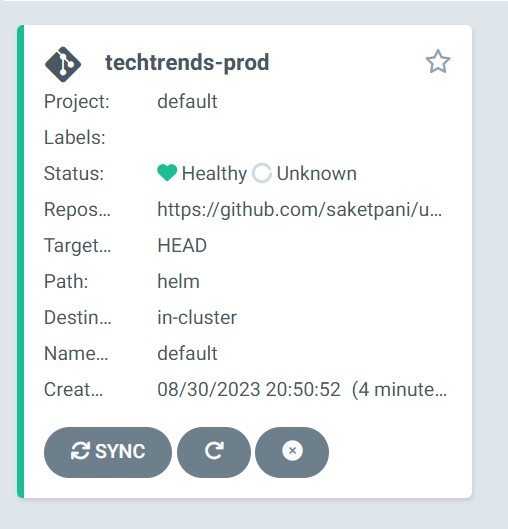 techtrends-prod
Project: default
Labels:
Status: Healthy Unknown
Repos... https://github.com/saketpani/u...
Target... HEAD
Path: helm
Destin... in-cluster
Name... default
Creat... 08/30/2023 20:50:52 (4 minute...
SYNC